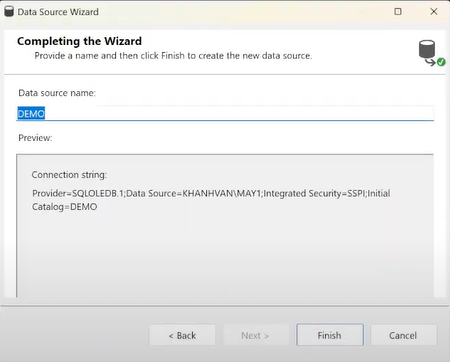 Data Source Wizard
Completing the Wizard
Provide a name and then click Finish to create the new data source.
Data source name:
DEMO
Preview:
Connection string:
Provider=SQLOLEDB.1;Data Source=KHANHVAN\MAY1;Integrated Security=SSPI;Initial
Catalog=DEMO
< Back
Next >
Finish
Cancel